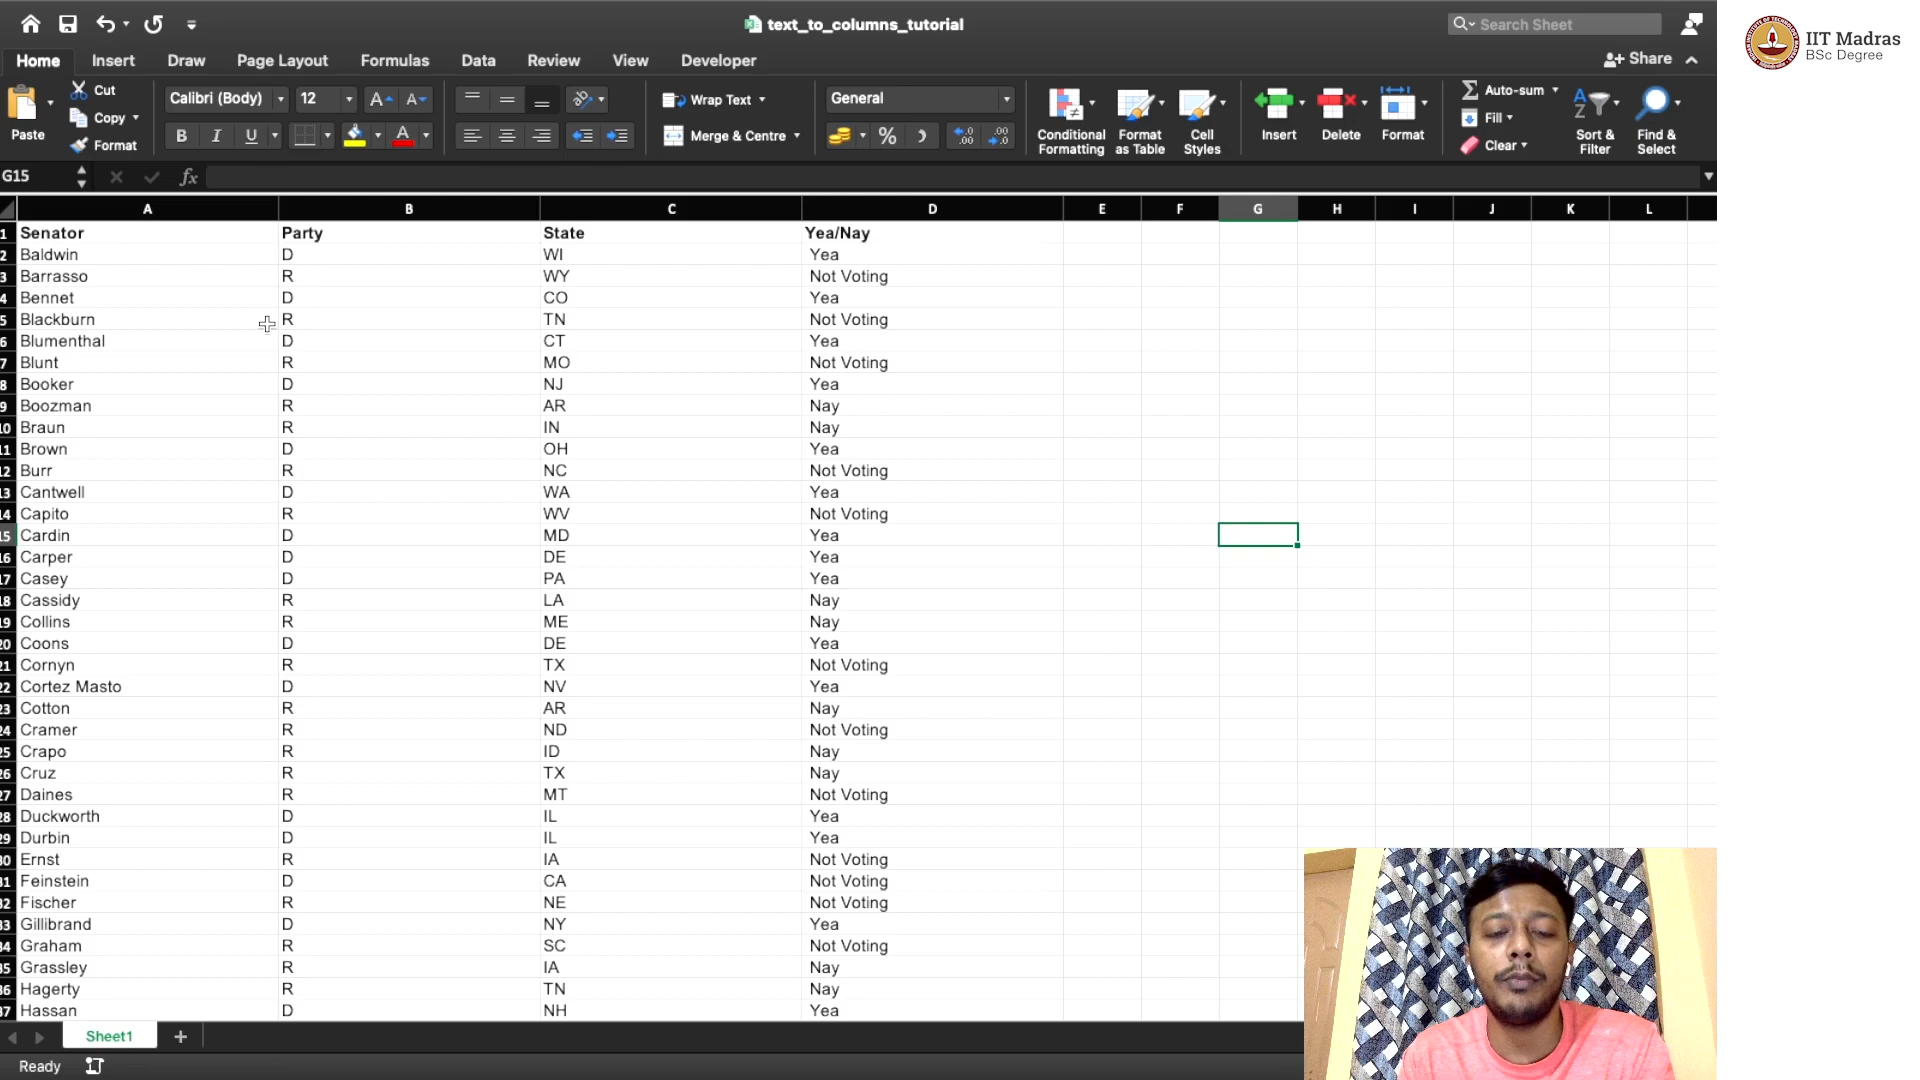 text_to_columns_tutorial
Search Sheet
IIT Madras
BSc Degree
Home Insert Draw Page Layout Formulas Data Review View Developer
Share
Paste
Cut
Copy
Format
Calibri (Body) 12
B I U
Wrap Text
Merge & Centre
General
Conditional Formatting
Format as Table
Cell Styles
Insert
Delete
Format
Auto-sum
Fill
Clear
Sort & Filter
Find & Select
G15 fx
A B C D E F G H I J K L
1 Senator Party State Yea/Nay
2 Baldwin D WI Yea
3 Barrasso R WY Not Voting
4 Bennet D CO Yea
5 Blackburn R TN Not Voting
6 Blumenthal D CT Yea
7 Blunt R MO Not Voting
8 Booker D NJ Yea
9 Boozman R AR Nay
10 Braun R IN Nay
11 Brown D OH Yea
12 Burr R NC Not Voting
13 Cantwell D WA Yea
14 Capito R WV Not Voting
15 Cardin D MD Yea
16 Carper D DE Yea
17 Casey D PA Yea
18 Cassidy R LA Nay
19 Collins R ME Nay
20 Coons D DE Yea
21 Cornyn R TX Not Voting
22 Cortez Masto D NV Yea
23 Cotton R AR Nay
24 Cramer R ND Not Voting
25 Crapo R ID Nay
26 Cruz R TX Nay
27 Daines R MT Not Voting
28 Duckworth D IL Yea
29 Durbin D IL Yea
30 Ernst R IA Not Voting
31 Feinstein D CA Not Voting
32 Fischer R NE Not Voting
33 Gillibrand D NY Yea
34 Graham R SC Not Voting
35 Grassley R IA Nay
36 Hagerty R TN Nay
37 Hassan D NH Yea
Sheet1
Ready